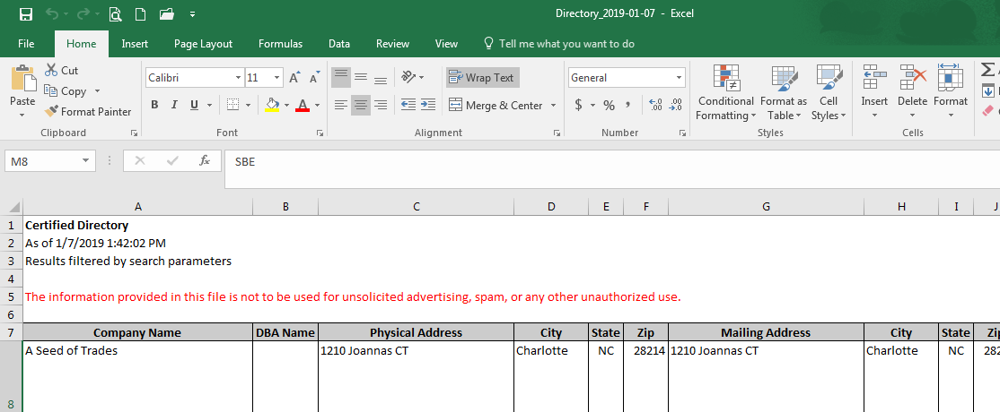 Directory_2019-01-07 - Excel
File Home Insert Page Layout Formulas Data Review View Tell me what you want to do
Paste
Cut
Copy
Format Painter
Clipboard
Calibri 11 A A
B I U A
Font
Wrap Text
Merge & Center
Alignment
General
$ % , .0 .00 .00 .0
Number
Conditional Formatting
Format as Table
Cell Styles
Styles
Insert Delete Format
Cells
M8 fx SBE
A B C D E F G H I J
1 Certified Directory
2 As of 1/7/2019 1:42:02 PM
3 Results filtered by search parameters
4
5 The information provided in this file is not to be used for unsolicited advertising, spam, or any other unauthorized use.
6
7 Company Name DBA Name Physical Address City State Zip Mailing Address City State Zi
8 A Seed of Trades 1210 Joannas CT Charlotte NC 28214 1210 Joannas CT Charlotte NC 282